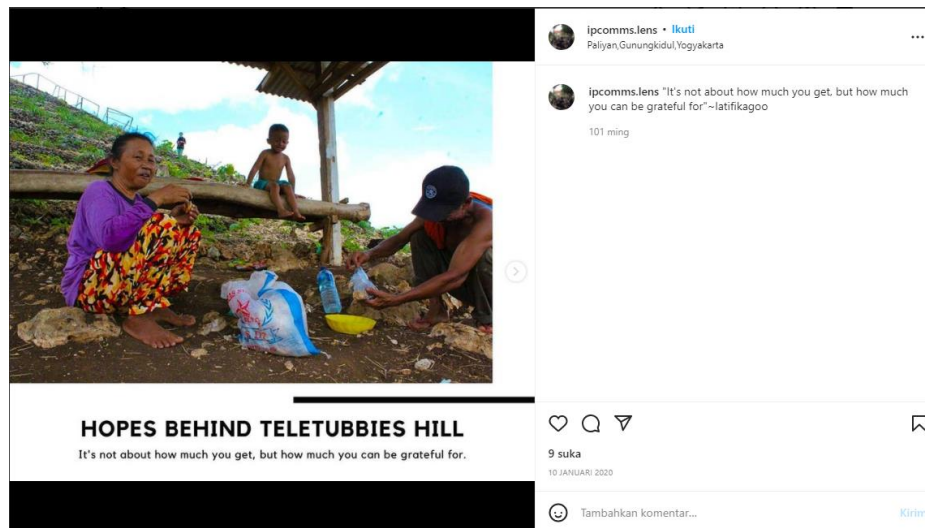 HOPES BEHIND TELETUBBIES HILL
It's not about how much you get, but how much you can be grateful for.
ipcomms.lens • Ikuti
Paliyan,Gunungkidul,Yogyakarta
ipcomms.lens "It's not about how much you get, but how much
you can be grateful for"~latifikagoo
101 ming
9 suka
10 JANUARI 2020
Tambahkan komentar...
Kirim